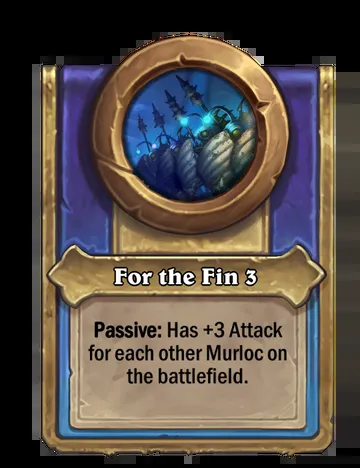 For the Fin 3
Passive: Has +3 Attack
for each other Murloc on
the battlefield.